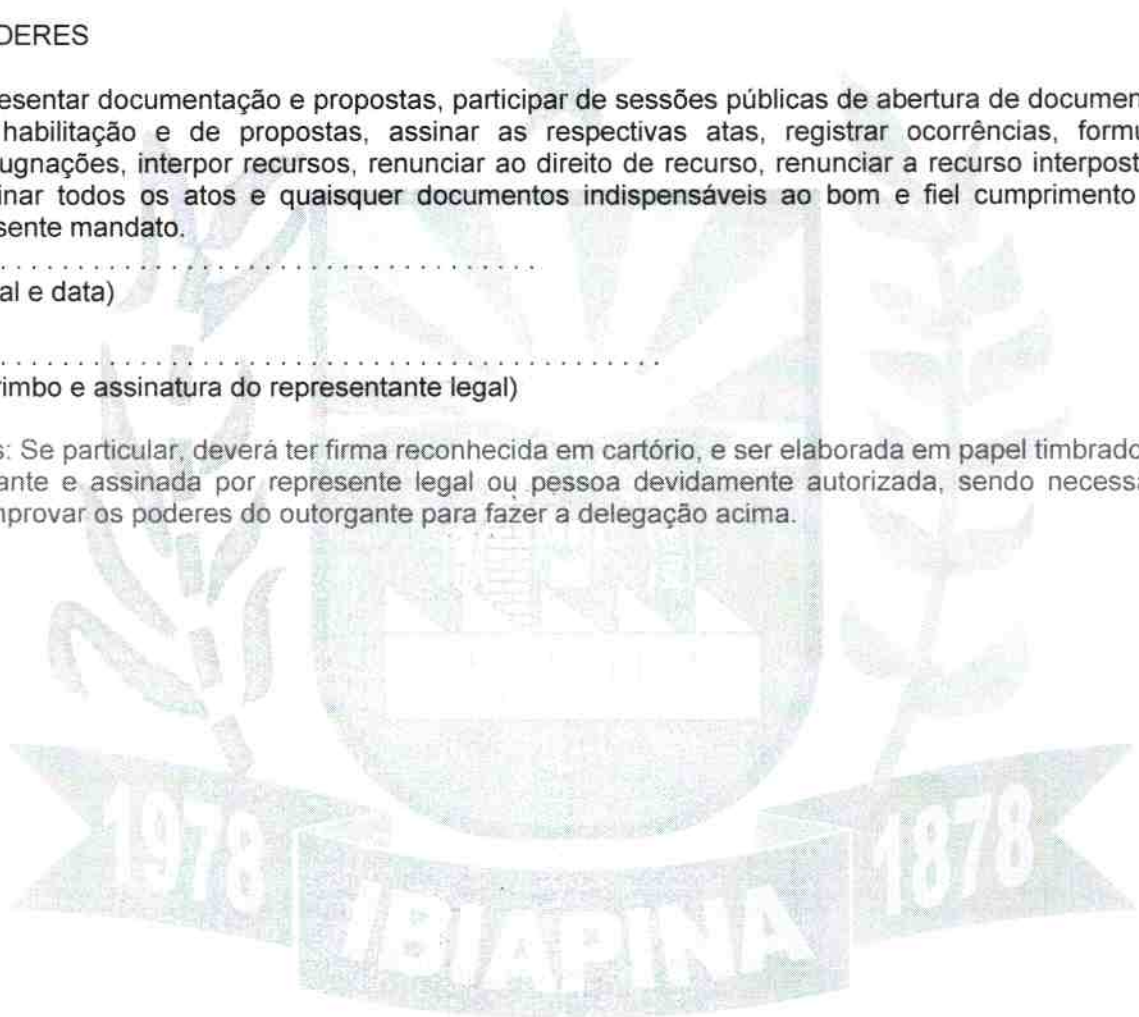 DERES
esentar documentação e propostas, participar de sessões públicas de abertura de documen
habilitação e de propostas, assinar as respectivas atas, registrar ocorrências, formu
ugnações, interpor recursos, renunciar ao direito de recurso, renunciar a recurso interpost
inar todos os atos e quaisquer documentos indispensáveis ao bom e fiel cumprimento
sente mandato.
. . . . . . . . . . . . . . . . . . . . . . . . . . . . . . . . . . .
al e data)
. . . . . . . . . . . . . . . . . . . . . . . . . . . . . . . . . . . . . . . . . . .
rimbo e assinatura do representante legal)
s: Se particular, deverá ter firma reconhecida em cartório, e ser elaborada em papel timbrado
ante e assinada por represente legal ou pessoa devidamente autorizada, sendo necessá
mprovar os poderes do outorgante para fazer a delegação acima.
1978
1878
IBIAPINA